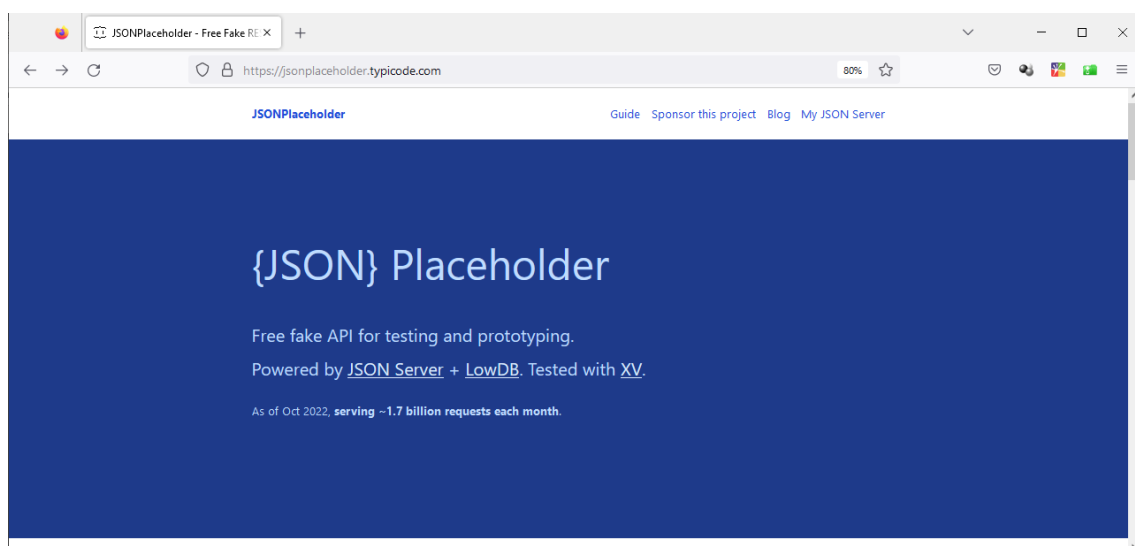 JSONPlaceholder - Free Fake RE
https://jsonplaceholder.typicode.com
80%
JSONPlaceholder
Guide Sponsor this project Blog My JSON Server
{JSON} Placeholder
Free fake API for testing and prototyping.
Powered by JSON Server + LowDB. Tested with XV.
As of Oct 2022, serving ~1.7 billion requests each month.